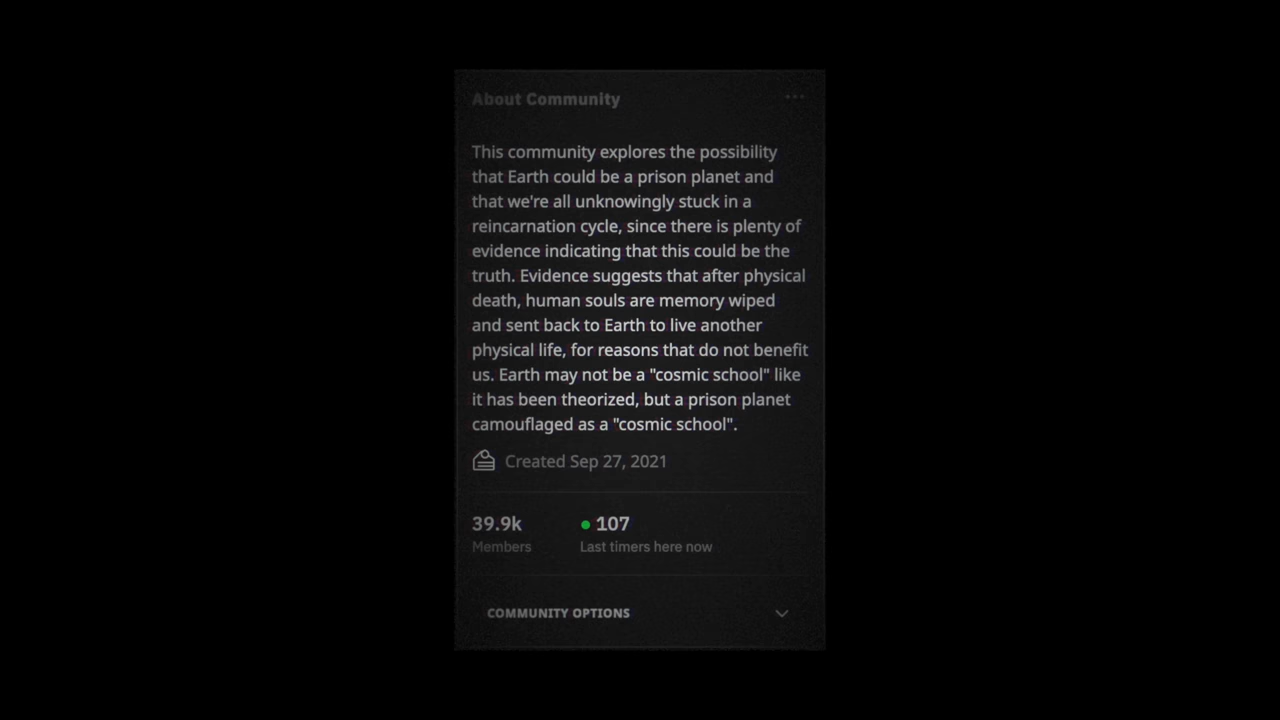 About Community
This community explores the possibility
that Earth could be a prison planet and
that we're all unknowingly stuck in a
reincarnation cycle, since there is plenty of
evidence indicating that this could be the
truth. Evidence suggests that after physical
death, human souls are memory wiped
and sent back to Earth to live another
physical life, for reasons that do not benefit
us. Earth may not be a "cosmic school" like
it has been theorized, but a prison planet
camouflaged as a "cosmic school".
Created Sep 27, 2021
39.9k 107
Members Last timers here now
COMMUNITY OPTIONS